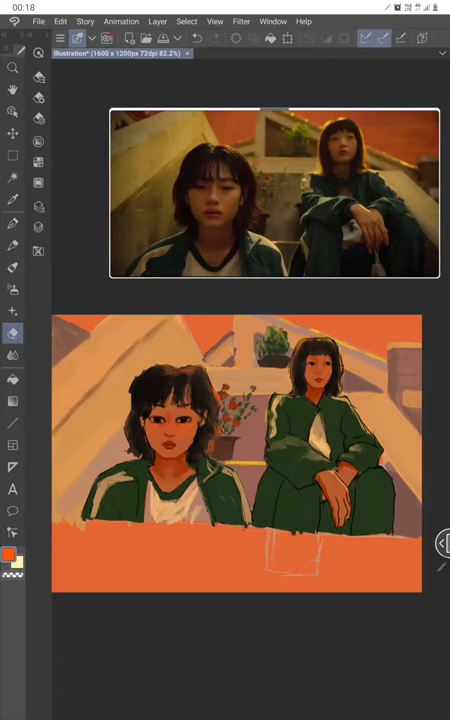 00:18
File Edit Story Animation Layer Select View Filter Window Help
Illustration* (1600 x 1200px 72dpi 82.2%)
A